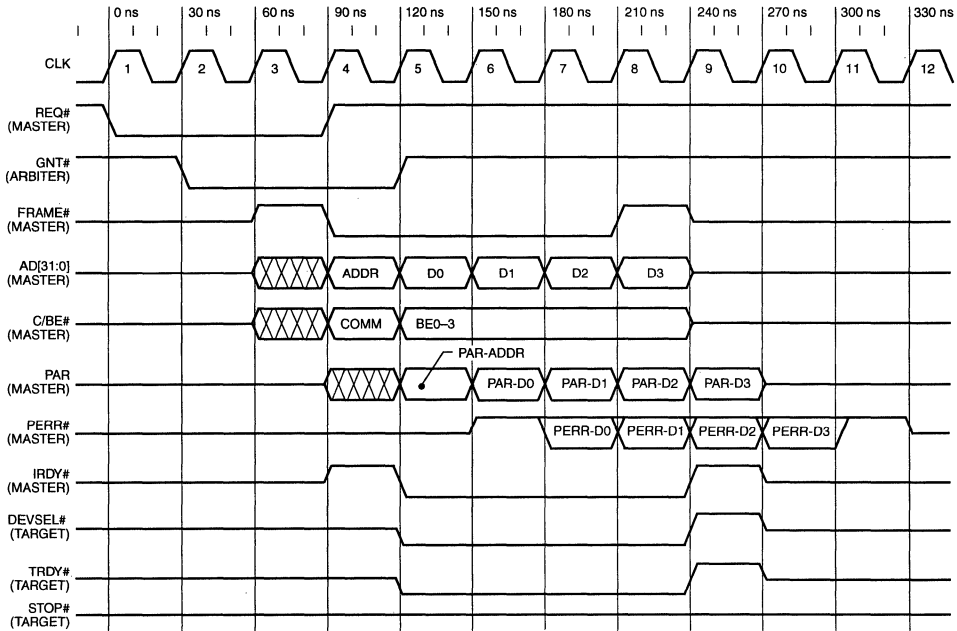 0 ns 30 ns 60 ns 90 ns 120 ns 150 ns 180 ns 210 ns 240 ns 270 ns 300 ns 330 ns
CLK 1 2 3 4 5 6 7 8 9 10 11 12
REQ#
(MASTER)
GNT#
(ARBITER)
FRAME#
(MASTER)
AD[31:0]
(MASTER)
ADDR D0 D1 D2 D3
C/BE#
(MASTER)
COMM BE0–3
PAR-ADDR
PAR
(MASTER)
PAR-D0 PAR-D1 PAR-D2 PAR-D3
PERR#
(MASTER)
PERR-D0 PERR-D1 PERR-D2 PERR-D3
IRDY#
(MASTER)
DEVSEL#
(TARGET)
TRDY#
(TARGET)
STOP#
(TARGET)